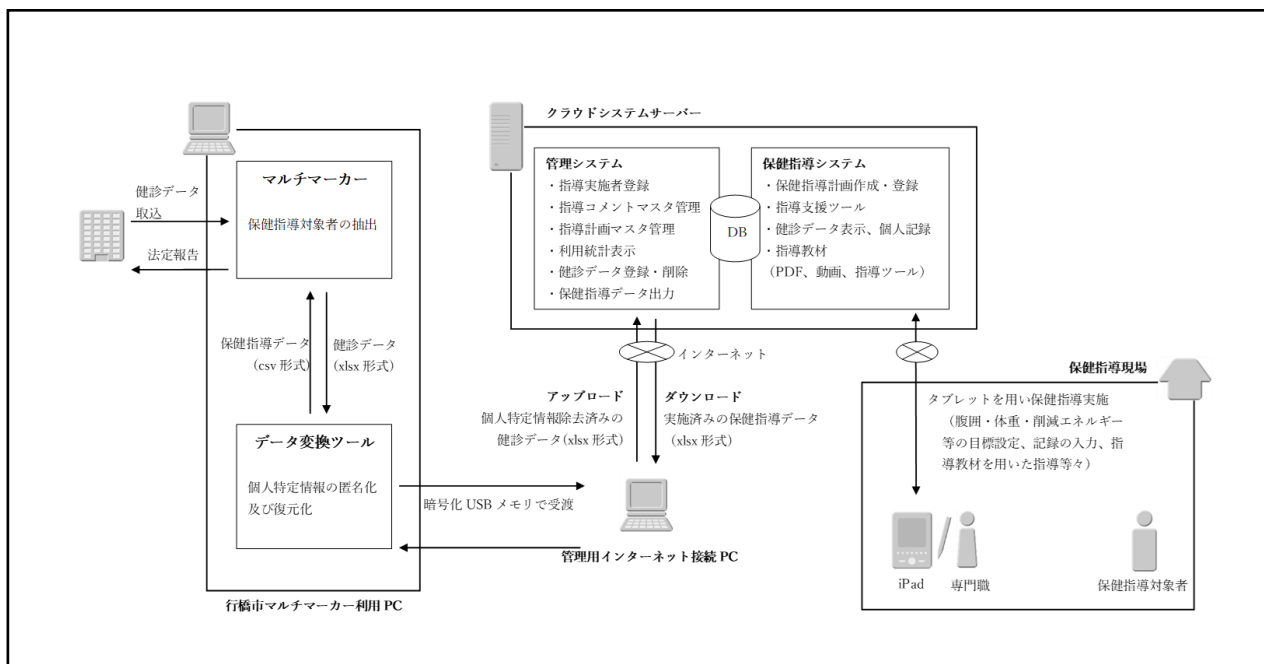 クラウドシステムサーバー
マルチマーカー
保健指導対象者の抽出
健診データ
取込
法定報告
保健指導データ
(csv 形式)
健診データ
(xlsx 形式)
データ変換ツール
個人特定情報の匿名化
及び復元化
行橋市マルチマーカー利用 PC
暗号化 USB メモリで受渡
管理システム
・指導実施者登録
・指導コメントマスタ管理
・指導計画マスタ管理
・利用統計表示
・健診データ登録・削除
・保健指導データ出力
DB
保健指導システム
・保健指導計画作成・登録
・指導支援ツール
・健診データ表示、個人記録
・指導教材
（PDF、動画、指導ツール）
インターネット
アップロード
個人特定情報除去済みの
健診データ(xlsx 形式)
ダウンロード
実施済みの保健指導データ
（xlsx 形式)
管理用インターネット接続 PC
保健指導現場
タブレットを用い保健指導実施
（腹囲・体重・削減エネルギー
等の目標設定、記録の入力、指
導教材を用いた指導等々）
iPad
専門職
保健指導対象者